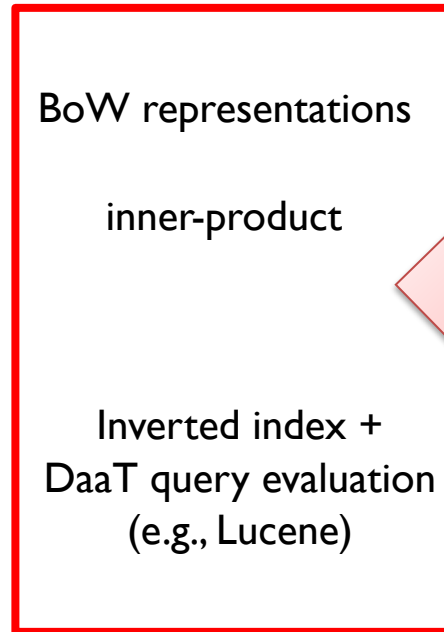 BoW representations
inner-product
Inverted index +
DaaT query evaluation
(e.g., Lucene)